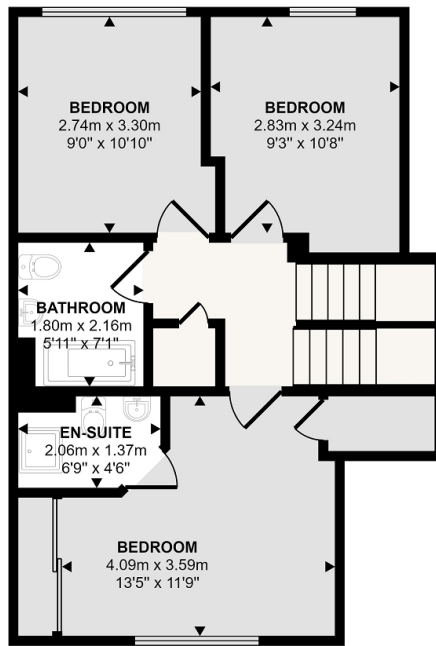 BEDROOM
2.74m x 3.30m
9'0" x 10'10"
BEDROOM
2.83m x 3.24m
9'3" x 10'8"
BATHROOM
1.80m x 2.16m
5'11" x 7'1"
EN-SUITE
2.06m x 1.37m
6'9" x 4'6"
BEDROOM
4.09m x 3.59m
13'5" x 11'9"